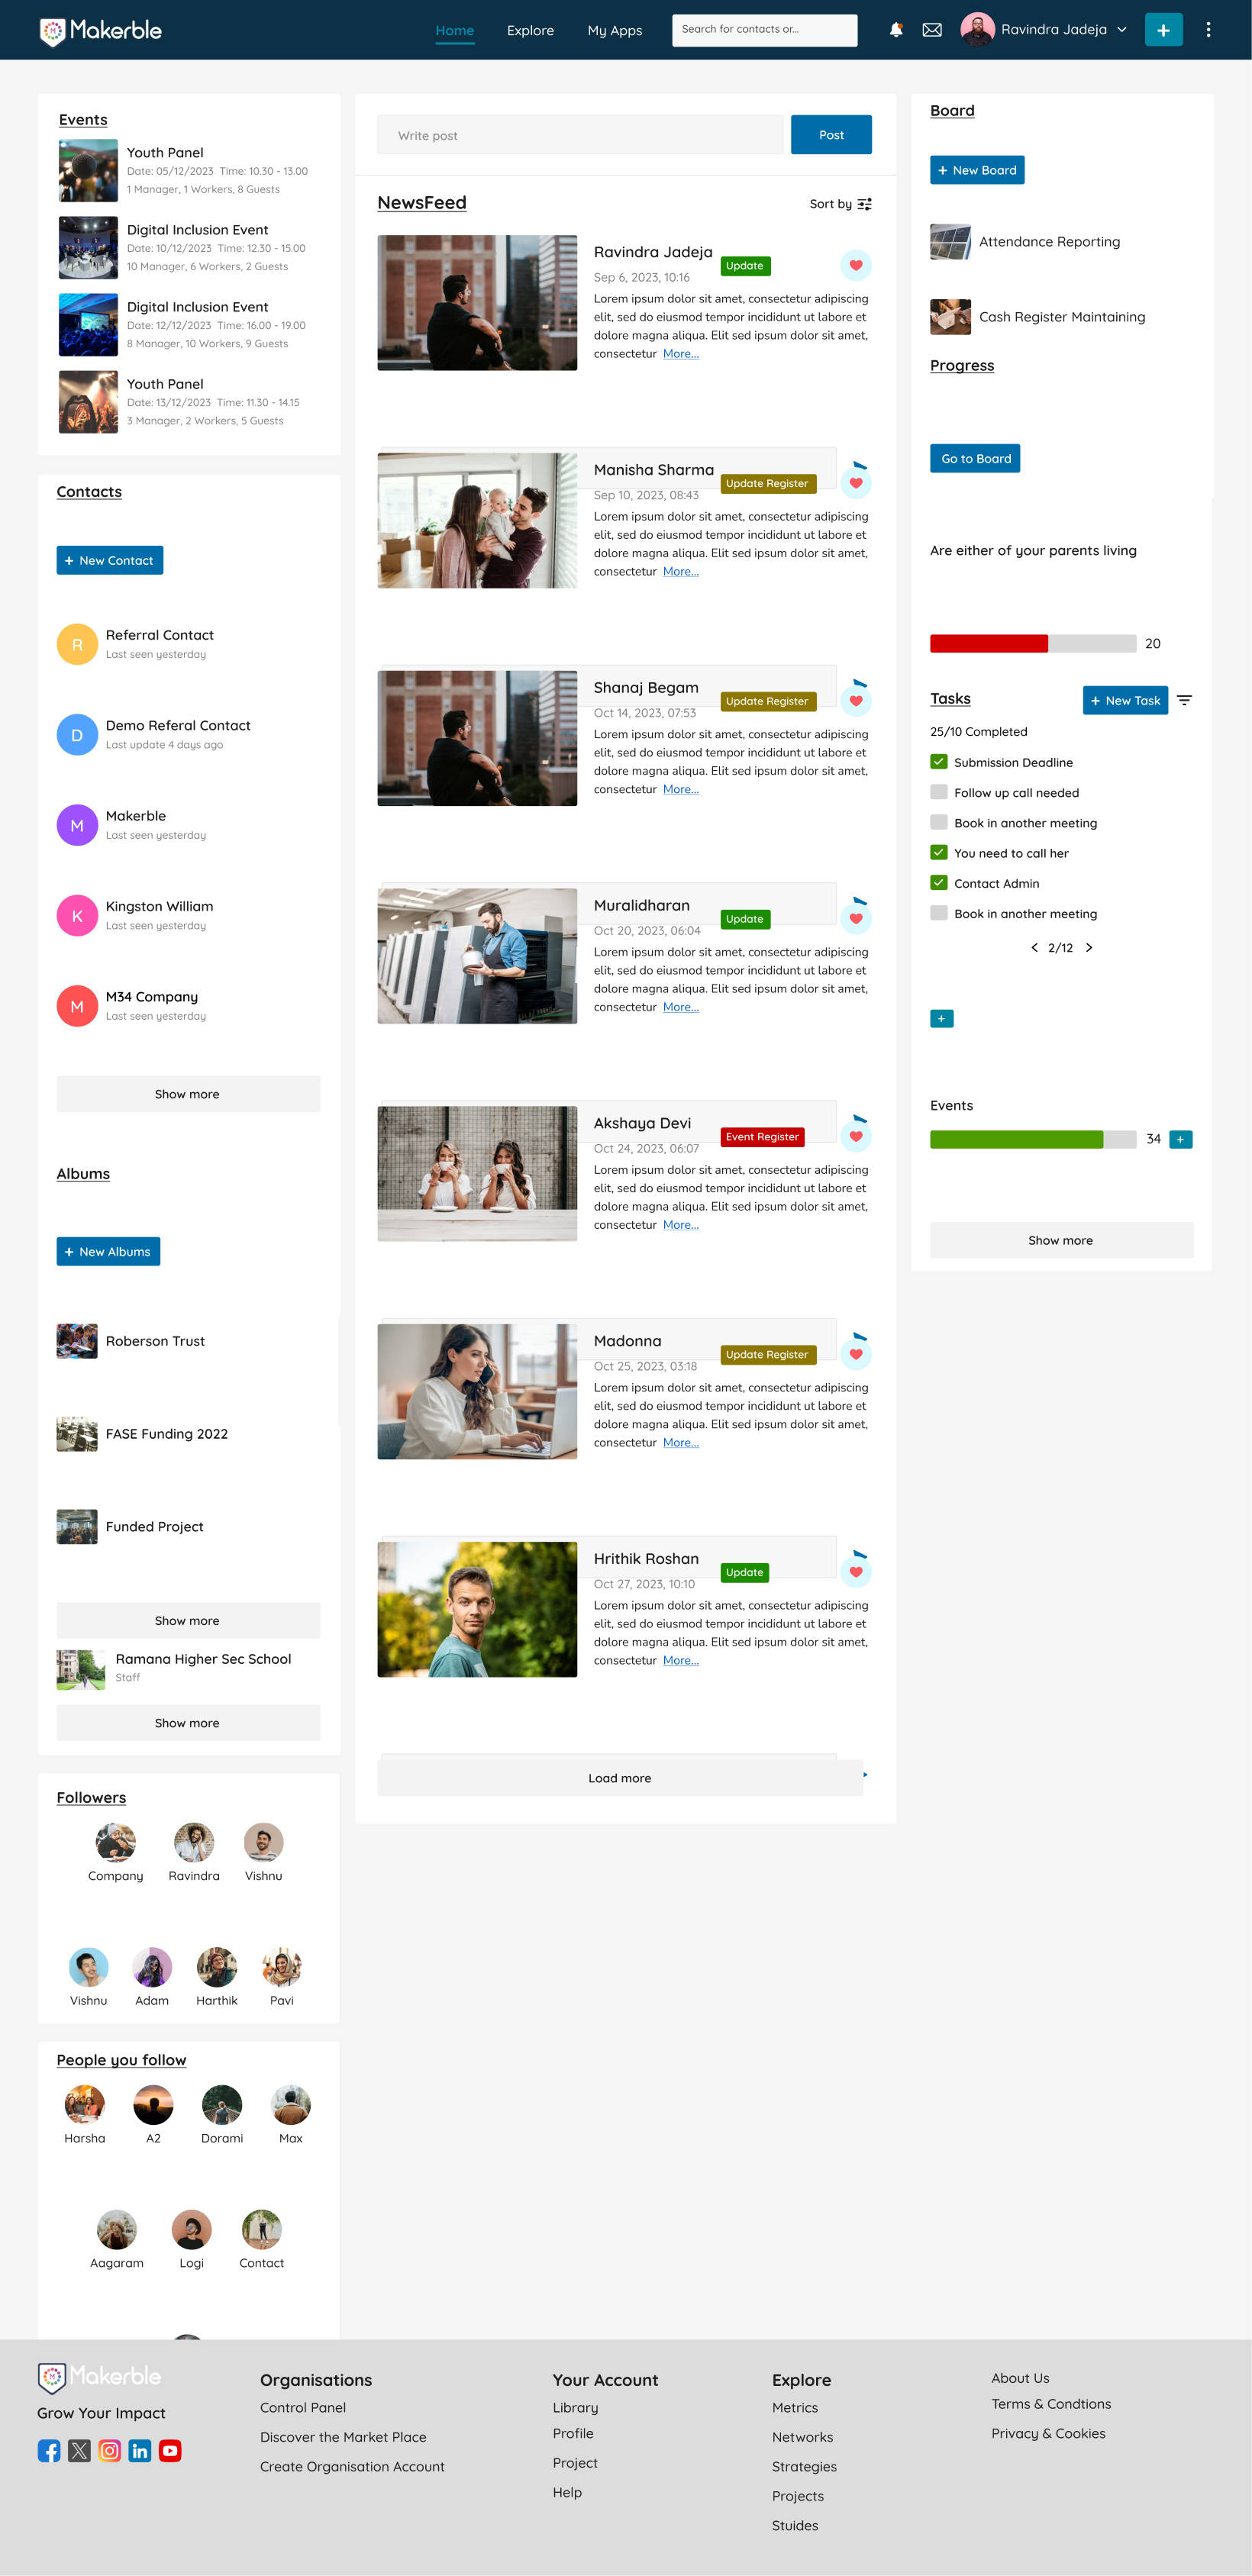 Makerble
Home
Explore
My Apps
Search for contacts or...
Ravindra Jadeja
Events
Youth Panel
Date: 05/12/2023 Time: 10.30 - 13.00
1 Manager, 1 Workers, 8 Guests
Digital Inclusion Event
Date: 10/12/2023 Time: 12.30 - 15.00
10 Manager, 6 Workers, 2 Guests
Digital Inclusion Event
Date: 12/12/2023 Time: 16.00 - 19.00
8 Manager, 10 Workers, 9 Guests
Youth Panel
Date: 13/12/2023 Time: 11.30 - 14.15
3 Manager, 2 Workers, 5 Guests
Contacts
+ New Contact
R
Referral Contact
Last seen yesterday
D
Demo Referal Contact
Last update 4 days ago
M
Makerble
Last seen yesterday
K
Kingston William
Last seen yesterday
M
M34 Company
Last seen yesterday
Show more
Albums
+ New Albums
Roberson Trust
FASE Funding 2022
Funded Project
Show more
Ramana Higher Sec School
Staff
Show more
Followers
Company
Ravindra
Vishnu
Vishnu
Adam
Harthik
Pavi
People you follow
Harsha
A2
Dorami
Max
Aagaram
Logi
Contact
Write post
Post
NewsFeed
Sort by
Ravindra Jadeja
Update
Sep 6, 2023, 10:16
Lorem ipsum dolor sit amet, consectetur adipiscing
elit, sed do eiusmod tempor incididunt ut labore et
dolore magna aliqua. Elit sed ipsum dolor sit amet,
consectetur More...
Manisha Sharma
Update Register
Sep 10, 2023, 08:43
Lorem ipsum dolor sit amet, consectetur adipiscing
elit, sed do eiusmod tempor incididunt ut labore et
dolore magna aliqua. Elit sed ipsum dolor sit amet,
consectetur More...
Shanaj Begam
Update Register
Oct 14, 2023, 07:53
Lorem ipsum dolor sit amet, consectetur adipiscing
elit, sed do eiusmod tempor incididunt ut labore et
dolore magna aliqua. Elit sed ipsum dolor sit amet,
consectetur More...
Muralidharan
Update
Oct 20, 2023, 06:04
Lorem ipsum dolor sit amet, consectetur adipiscing
elit, sed do eiusmod tempor incididunt ut labore et
dolore magna aliqua. Elit sed ipsum dolor sit amet,
consectetur More...
Akshaya Devi
Event Register
Oct 24, 2023, 06:07
Lorem ipsum dolor sit amet, consectetur adipiscing
elit, sed do eiusmod tempor incididunt ut labore et
dolore magna aliqua. Elit sed ipsum dolor sit amet,
consectetur More...
Madonna
Update Register
Oct 25, 2023, 03:18
Lorem ipsum dolor sit amet, consectetur adipiscing
elit, sed do eiusmod tempor incididunt ut labore et
dolore magna aliqua. Elit sed ipsum dolor sit amet,
consectetur More...
Hrithik Roshan
Update
Oct 27, 2023, 10:10
Lorem ipsum dolor sit amet, consectetur adipiscing
elit, sed do eiusmod tempor incididunt ut labore et
dolore magna aliqua. Elit sed ipsum dolor sit amet,
consectetur More...
Load more
Board
+ New Board
Attendance Reporting
Cash Register Maintaining
Progress
Go to Board
Are either of your parents living
20
Tasks
+ New Task
25/10 Completed
Submission Deadline
Follow up call needed
Book in another meeting
You need to call her
Contact Admin
Book in another meeting
< 2/12 >
+
Events
34 +
Show more
Makerble
Grow Your Impact
Organisations
Control Panel
Discover the Market Place
Create Organisation Account
Your Account
Library
Profile
Project
Help
Explore
Metrics
Networks
Strategies
Projects
Stuides
About Us
Terms & Condtions
Privacy & Cookies